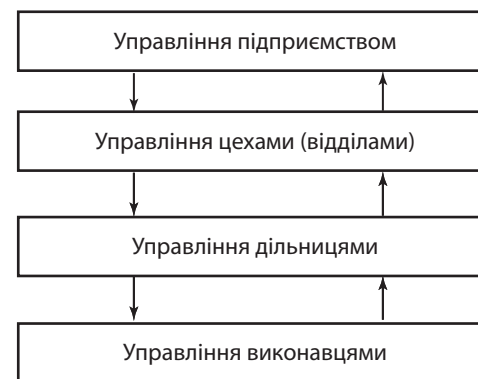 Управління підприємством
Управління цехами (відділами)
Управління дільницями
Управління виконавцями